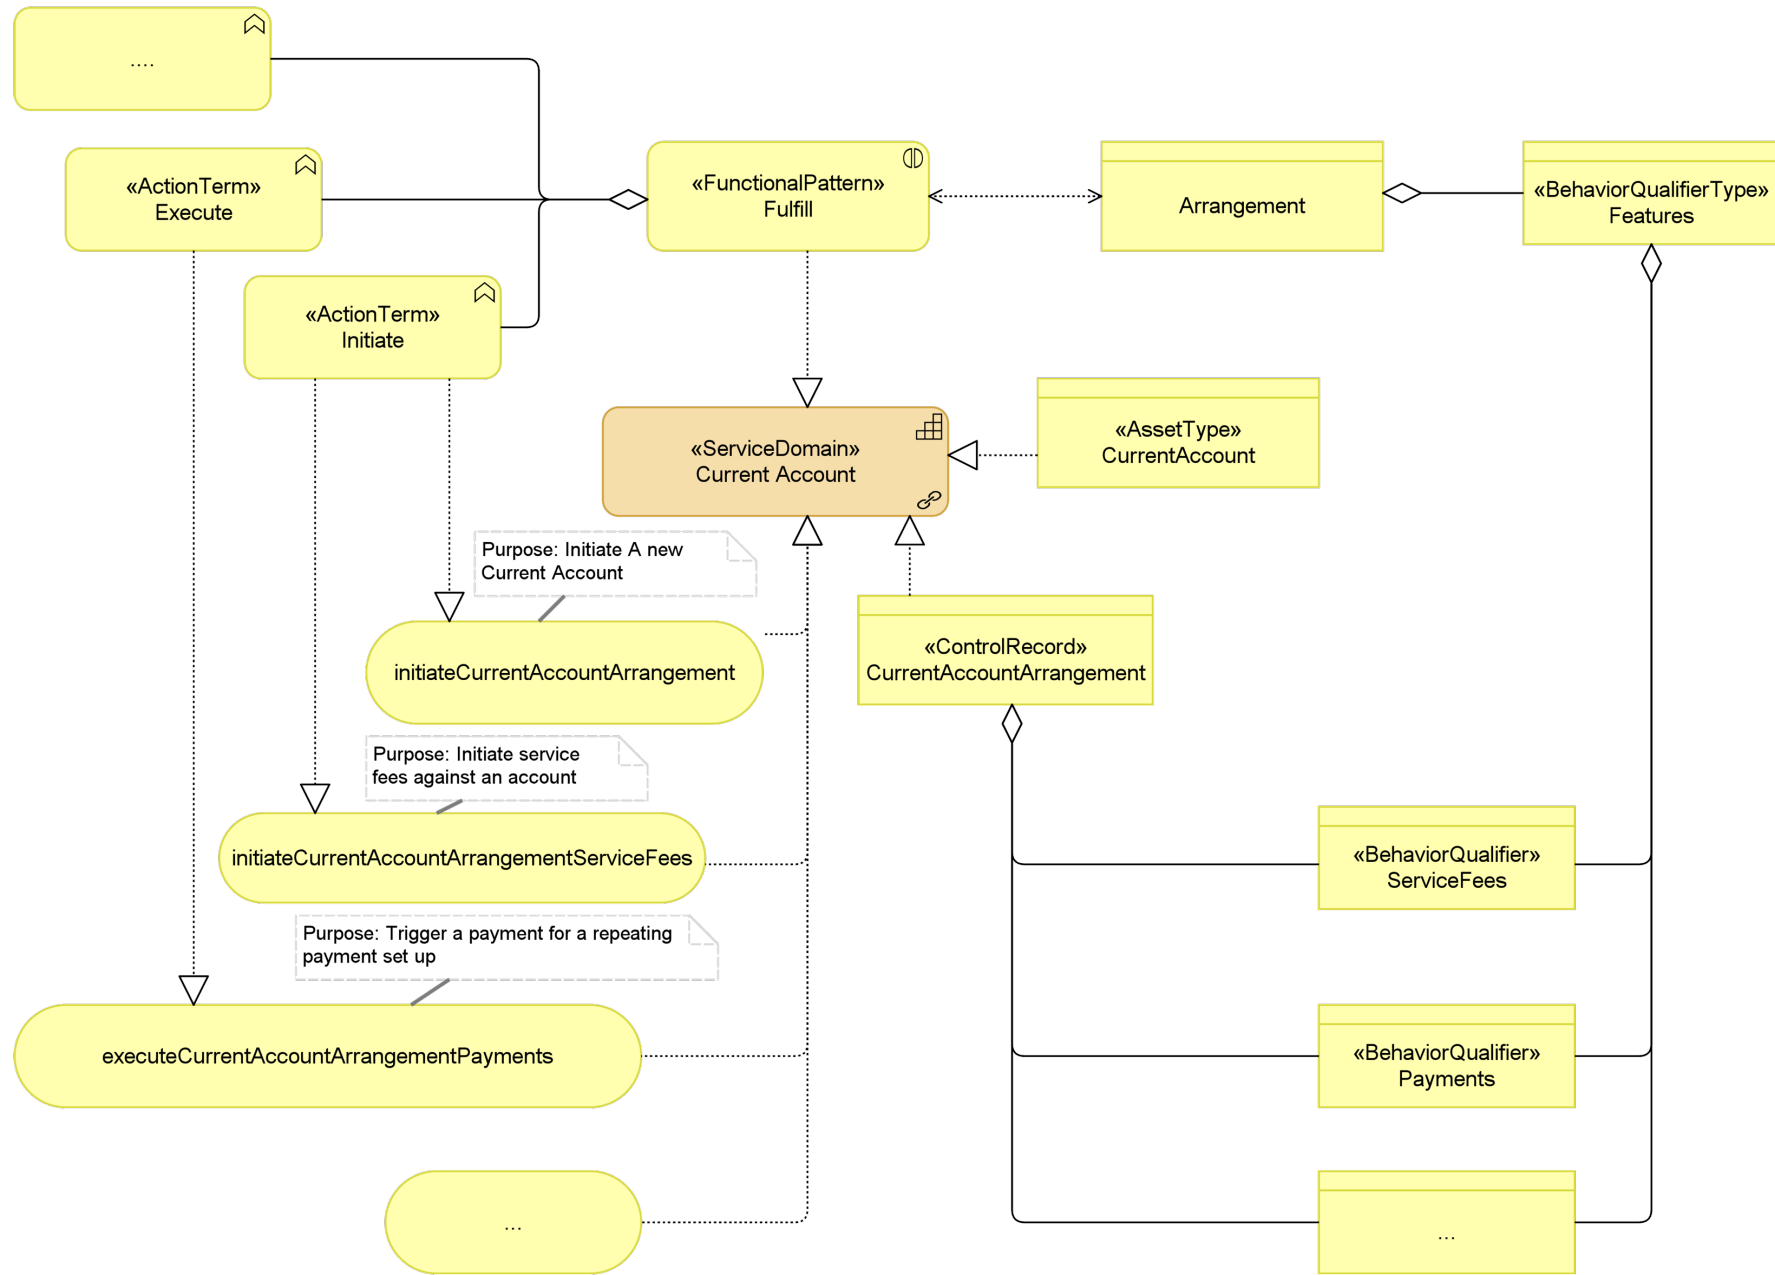 ....
«ActionTerm»
Execute
«ActionTerm»
Initiate
«FunctionalPattern»
Fulfill
Arrangement
«BehaviorQualifierType»
Features
«ServiceDomain»
Current Account
«AssetType»
CurrentAccount
Purpose: Initiate A new
Current Account
initiateCurrentAccountArrangement
«ControlRecord»
CurrentAccountArrangement
Purpose: Initiate service
fees against an account
initiateCurrentAccountArrangementServiceFees
«BehaviorQualifier»
ServiceFees
Purpose: Trigger a payment for a repeating
payment set up
executeCurrentAccountArrangementPayments
«BehaviorQualifier»
Payments
...
...